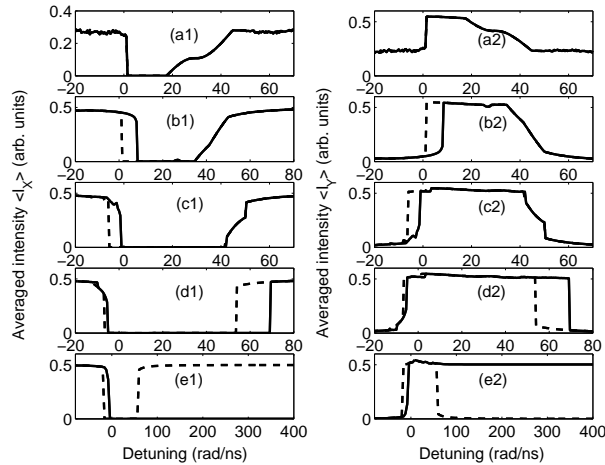 Averaged intensity <I_X> (arb. units)
Averaged intensity <I_Y> (arb. units)
0.4
0.2
0
(a1)
−20 0 20 40 60 80
0.5
0
(b1)
−20 0 20 40 60 80
0.5
0
(c1)
−20 0 20 40 60 80
0.5
0
(d1)
−20 0 20 40 60 80
0.5
0
(e1)
0 100 200 300 400
Detuning (rad/ns)
0.5
0
(a2)
−20 0 20 40 60
0.5
0
(b2)
−20 0 20 40 60
0.5
0
(c2)
−20 0 20 40 60
0.5
0
(d2)
−20 0 20 40 60 80
0.5
0
(e2)
0 100 200 300 400
Detuning (rad/ns)